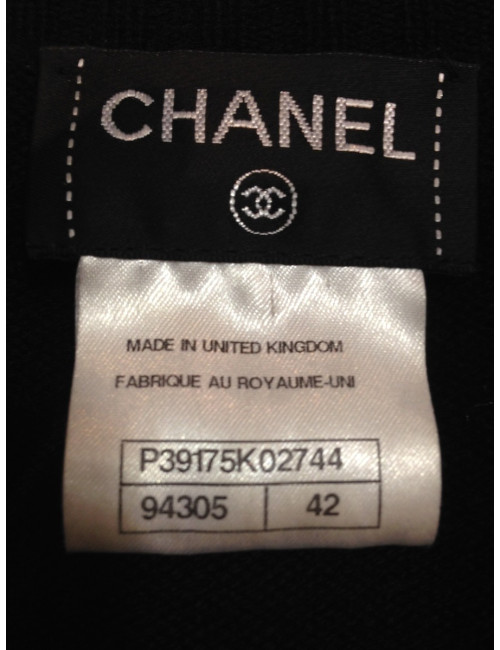 CHANEL
MADE IN UNITED KINGDOM
FABRIQUE AU ROYAUME-UNI
P39175K02744
94305 42